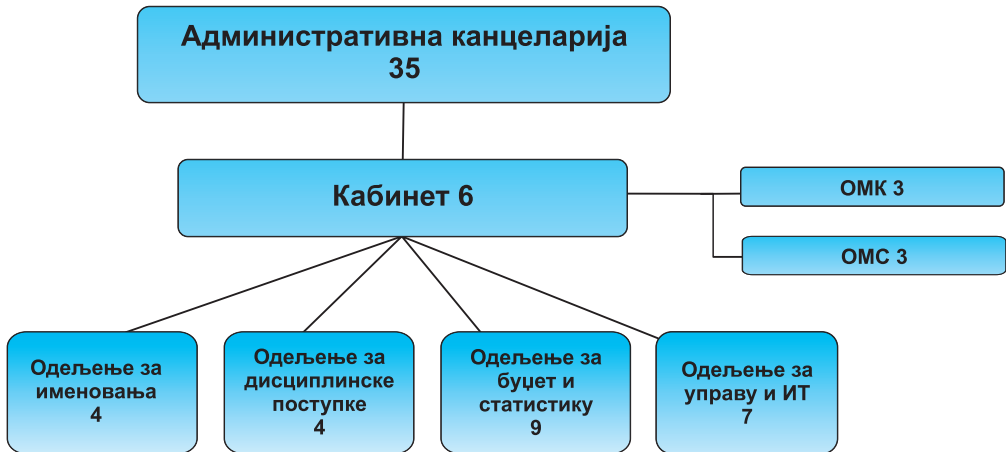 Административна канцеларија
35
Кабинет 6
ОМК 3
ОМС 3
Одељење за
именовања
4
Одељење за
дисциплинске
поступке
4
Одељење за
буџет и
статистику
9
Одељење за
управу и ИТ
7